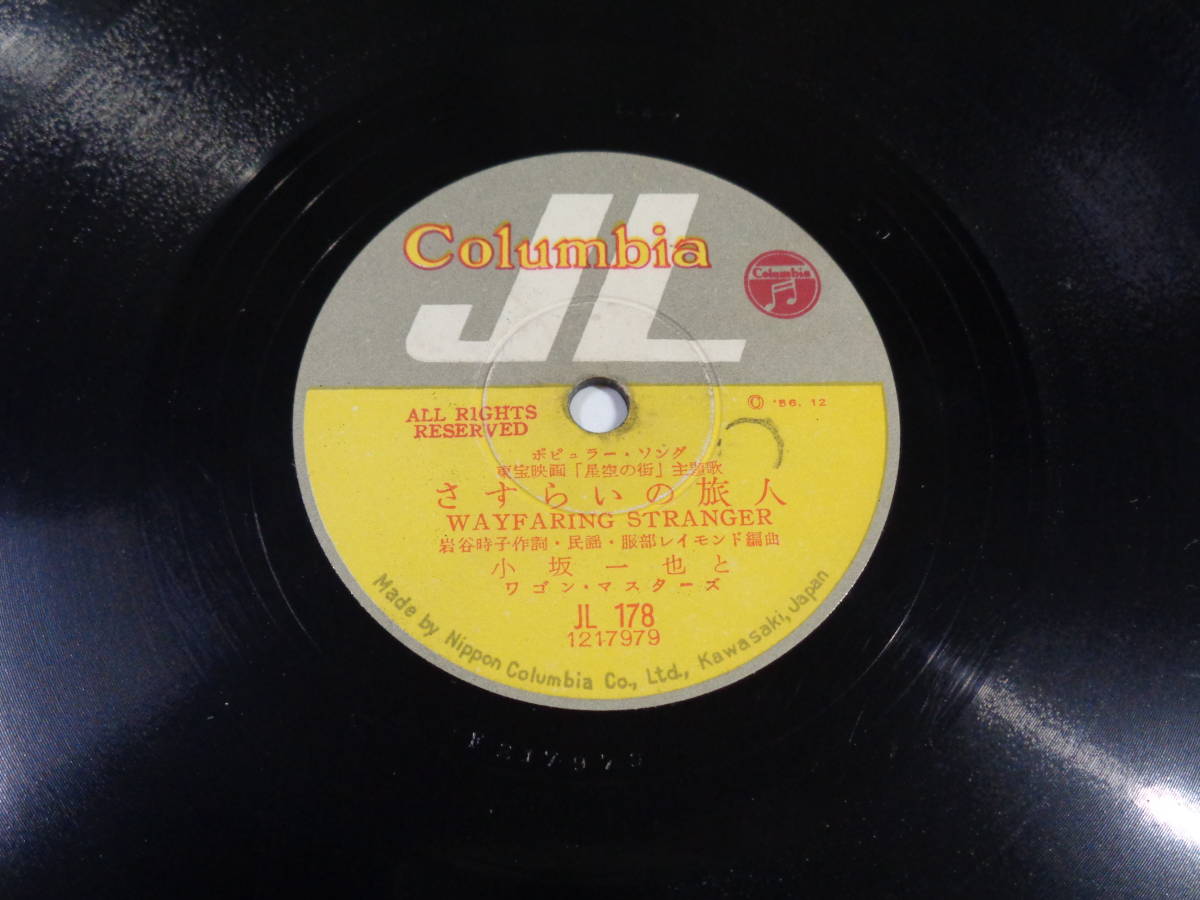 JL
Columbia
Columbia
© '56. 12
ALL RIGHTS
RESERVED
ポピュラー・ソング
東宝映画「星空の街」主題歌
さすらいの旅人
WAYFARING STRANGER
岩谷時子作詞・民謡・服部レイモンド編曲
小坂一也と
ワゴン・マスターズ
JL 178
1217979
Made by Nippon Columbia Co., Ltd., Kawasaki, Japan